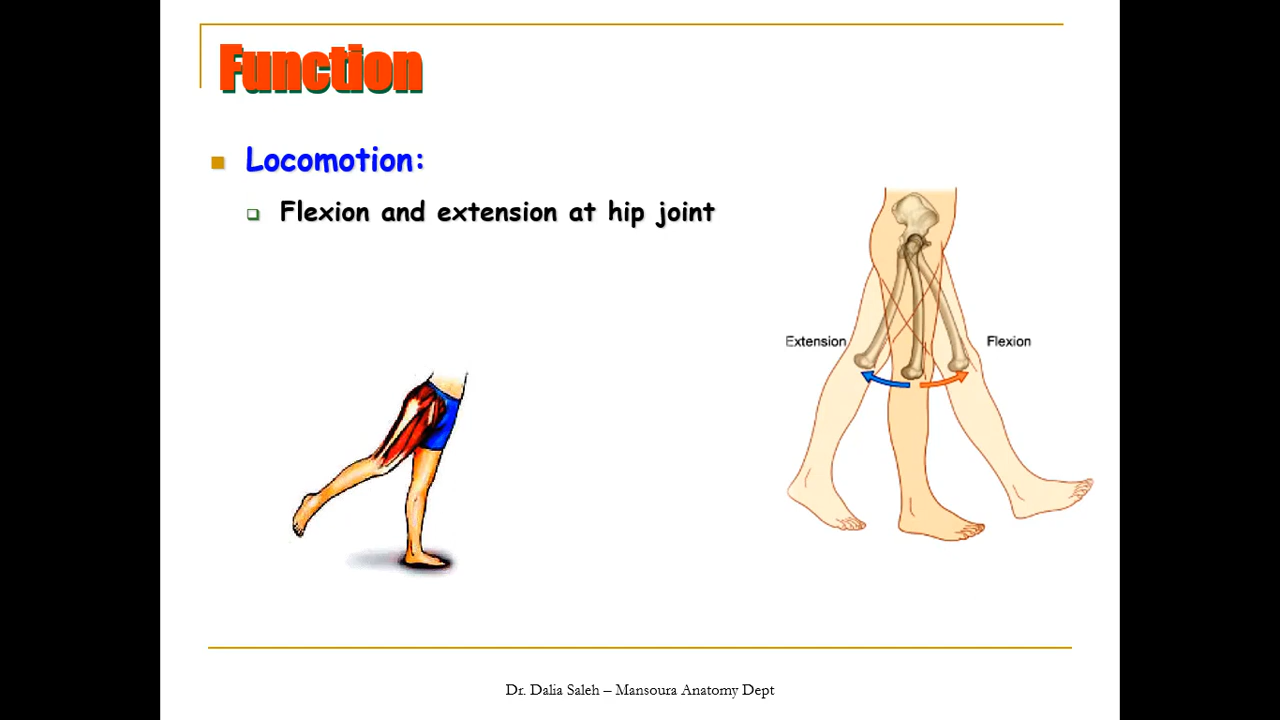 Function
Locomotion:
Flexion and extension at hip joint
Extension
Flexion
Dr. Dalia Saleh – Mansoura Anatomy Dept